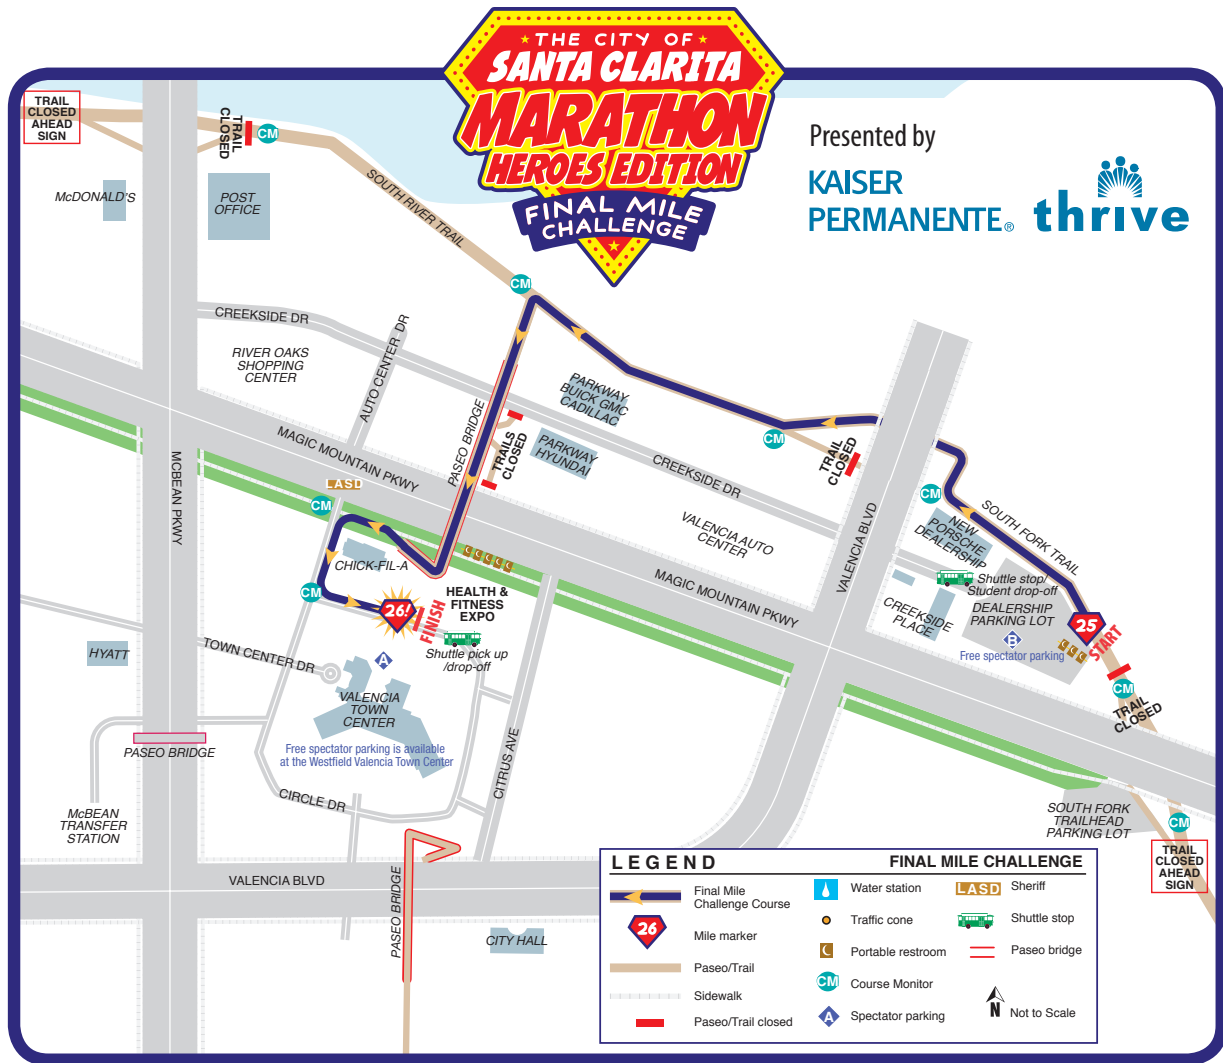 THE CITY OF
SANTA CLARITA
MARATHON
HEROES EDITION
FINAL MILE
CHALLENGE
Presented by
KAISER
PERMANENTE®
thrive
TRAIL
CLOSED
AHEAD
SIGN
TRAIL
CLOSED
CM
McDONALD'S
POST
OFFICE
SOUTH RIVER TRAIL
CM
CREEKSIDE DR
RIVER OAKS
SHOPPING
CENTER
AUTO CENTER DR
PARKWAY
BUICK GMC
CADILLAC
PASEO BRIDGE
TRAILS
CLOSED
PARKWAY
HYUNDAI
CM
TRAIL
CLOSED
MAGIC MOUNTAIN PKWY
CREEKSIDE DR
MCBEAN PKWY
LASD
CM
VALENCIA AUTO
CENTER
VALENCIA BLVD
CM
NEW
PORSCHE
DEALERSHIP
SOUTH FORK TRAIL
CHICK-FIL-A
MAGIC MOUNTAIN PKWY
Shuttle stop/
Student drop-off
CREEKSIDE
PLACE
DEALERSHIP
PARKING LOT
B
Free spectator parking
25
START
CM
TRAIL
CLOSED
CM
26!
FINISH
HEALTH &
FITNESS
EXPO
Shuttle pick up
/drop-off
HYATT
TOWN CENTER DR
A
VALENCIA
TOWN
CENTER
Free spectator parking is available
at the Westfield Valencia Town Center
PASEO BRIDGE
CITRUS AVE
CIRCLE DR
McBEAN
TRANSFER
STATION
SOUTH FORK
TRAILHEAD
PARKING LOT
CM
TRAIL
CLOSED
AHEAD
SIGN
VALENCIA BLVD
PASEO BRIDGE
CITY HALL
LEGEND
FINAL MILE CHALLENGE
Final Mile
Challenge Course
26
Mile marker
Paseo/Trail
Sidewalk
Paseo/Trail closed
Water station
Traffic cone
Portable restroom
CM
Course Monitor
A
Spectator parking
LASD
Sheriff
Shuttle stop
Paseo bridge
N
Not to Scale